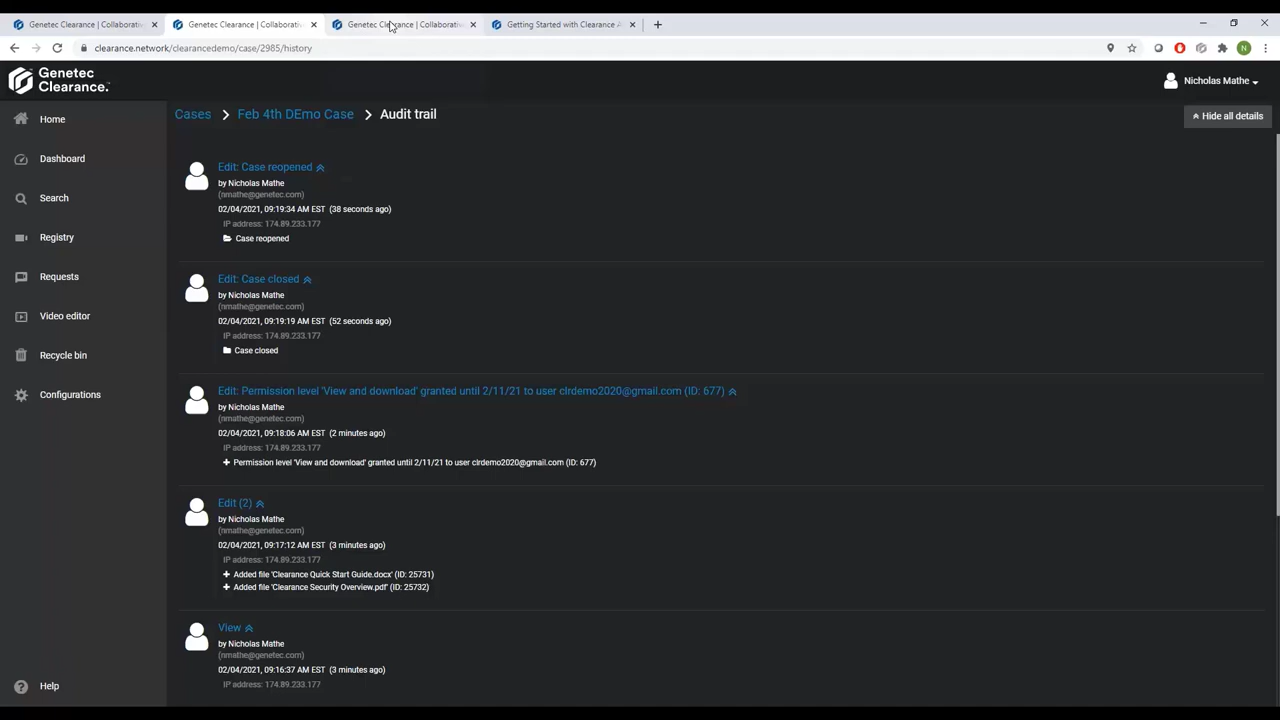 Genetec Clearance | Collaborativ
Genetec Clearance | Collaborativ
Genetec Clearance | Collaborativ
Getting Started with Clearance A
clearance.network/clearancedemo/case/2985/history
N
Genetec
Clearance.
Nicholas Mathe
Home
Dashboard
Search
Registry
Requests
Video editor
Recycle bin
Configurations
Help
Cases > Feb 4th DEmo Case > Audit trail
Hide all details
Edit: Case reopened
by Nicholas Mathe
(nmathe@genetec.com)
02/04/2021, 09:19:34 AM EST (38 seconds ago)
IP address: 174.89.233.177
Case reopened
Edit: Case closed
by Nicholas Mathe
(nmathe@genetec.com)
02/04/2021, 09:19:19 AM EST (52 seconds ago)
IP address: 174.89.233.177
Case closed
Edit: Permission level 'View and download' granted until 2/11/21 to user clrdemo2020@gmail.com (ID: 677)
by Nicholas Mathe
(nmathe@genetec.com)
02/04/2021, 09:18:06 AM EST (2 minutes ago)
IP address: 174.89.233.177
+ Permission level 'View and download' granted until 2/11/21 to user clrdemo2020@gmail.com (ID: 677)
Edit (2)
by Nicholas Mathe
(nmathe@genetec.com)
02/04/2021, 09:17:12 AM EST (3 minutes ago)
IP address: 174.89.233.177
+ Added file 'Clearance Quick Start Guide.docx' (ID: 25731)
+ Added file 'Clearance Security Overview.pdf' (ID: 25732)
View
by Nicholas Mathe
(nmathe@genetec.com)
02/04/2021, 09:16:37 AM EST (3 minutes ago)
IP address: 174.89.233.177